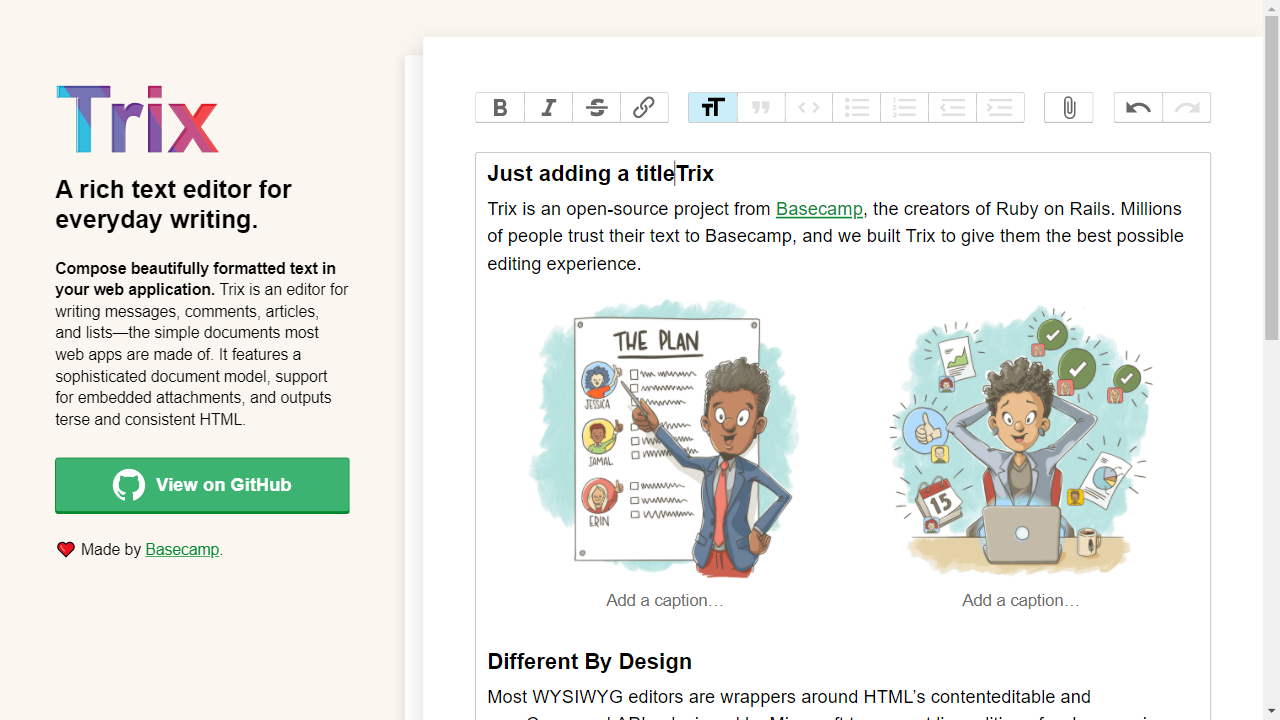 Trix
A rich text editor for
everyday writing.
Compose beautifully formatted text in
your web application. Trix is an editor for
writing messages, comments, articles,
and lists—the simple documents most
web apps are made of. It features a
sophisticated document model, support
for embedded attachments, and outputs
terse and consistent HTML.
View on GitHub
Made by Basecamp.
Just adding a titleTrix
Trix is an open-source project from Basecamp, the creators of Ruby on Rails. Millions
of people trust their text to Basecamp, and we built Trix to give them the best possible
editing experience.
THE PLAN
JESSICA
JAMAL
ERIN
15
Add a caption…
Add a caption…
Different By Design
Most WYSIWYG editors are wrappers around HTML’s contenteditable and